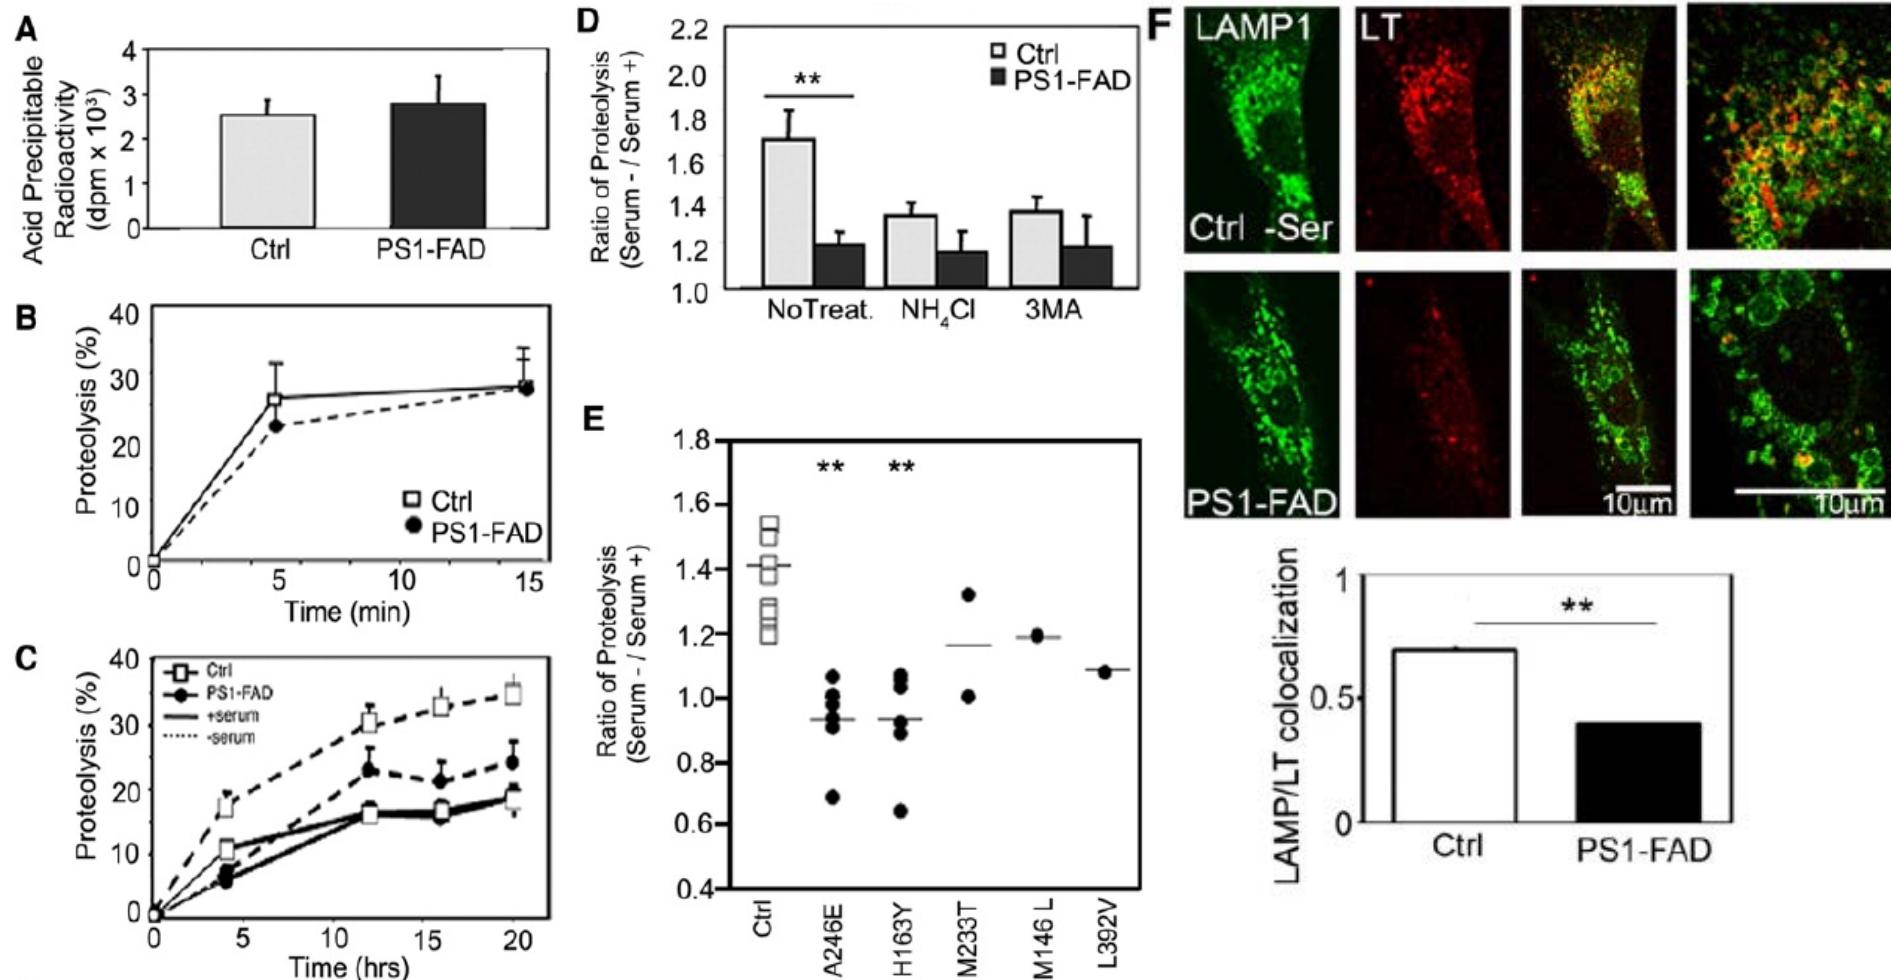 A
Acid Precipitable
Radioactivity
(dpm x 10³)
4
3
2
1
0
Ctrl
PS1-FAD
B
Proteolysis (%)
40
30
20
10
0
Ctrl
PS1-FAD
0
5
10
15
Time (min)
C
Proteolysis (%)
40
30
20
10
0
Ctrl
PS1-FAD
+serum
-serum
0
5
10
15
20
Time (hrs)
D
Ratio of Proteolysis
(Serum - / Serum +)
2.2
2.0
1.8
1.6
1.4
1.2
1.0
Ctrl
PS1-FAD
**
NoTreat.
NH₄Cl
3MA
E
Ratio of Proteolysis
(Serum - / Serum +)
1.8
1.6
1.4
1.2
1.0
0.8
0.6
0.4
**
**
Ctrl
A246E
H163Y
M233T
M146 L
L392V
F
LAMP1
LT
Ctrl -Ser
PS1-FAD
10µm
10µm
LAMP/LT colocalization
1
0.5
0
**
Ctrl
PS1-FAD